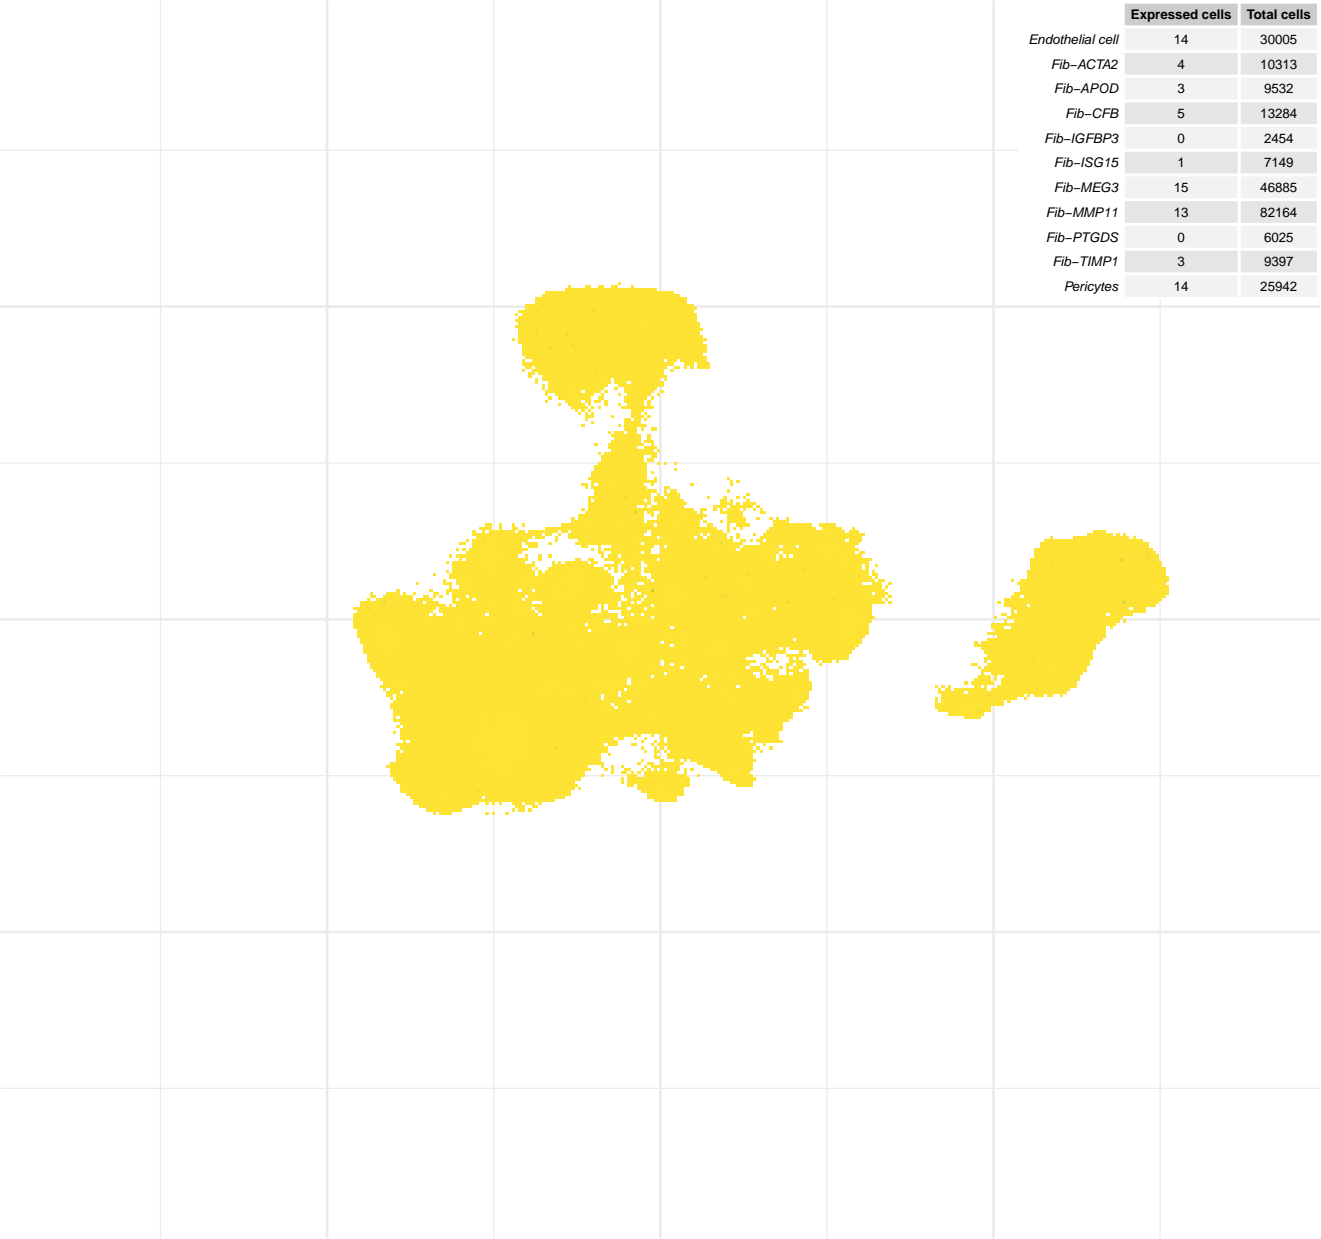 Expressed cells Total cells
Endothelial cell 14 30005
Fib−ACTA2 4 10313
Fib−APOD 3 9532
Fib−CFB 5 13284
Fib−IGFBP3 0 2454
Fib−ISG15 1 7149
Fib−MEG3 15 46885
Fib−MMP11 13 82164
Fib−PTGDS 0 6025
Fib−TIMP1 3 9397
Pericytes 14 25942